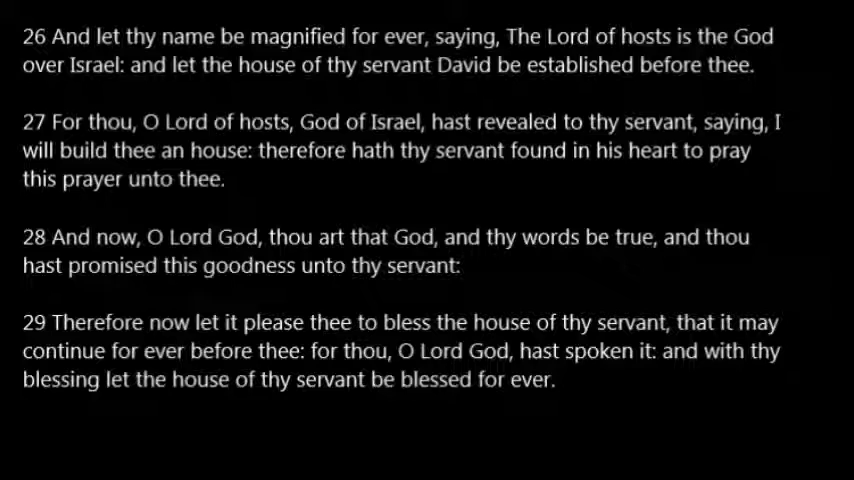 26 And let thy name be magnified for ever, saying, The Lord of hosts is the God
over Israel: and let the house of thy servant David be established before thee.
27 For thou, O Lord of hosts, God of Israel, hast revealed to thy servant, saying, I
will build thee an house: therefore hath thy servant found in his heart to pray
this prayer unto thee.
28 And now, O Lord God, thou art that God, and thy words be true, and thou
hast promised this goodness unto thy servant:
29 Therefore now let it please thee to bless the house of thy servant, that it may
continue for ever before thee: for thou, O Lord God, hast spoken it: and with thy
blessing let the house of thy servant be blessed for ever.